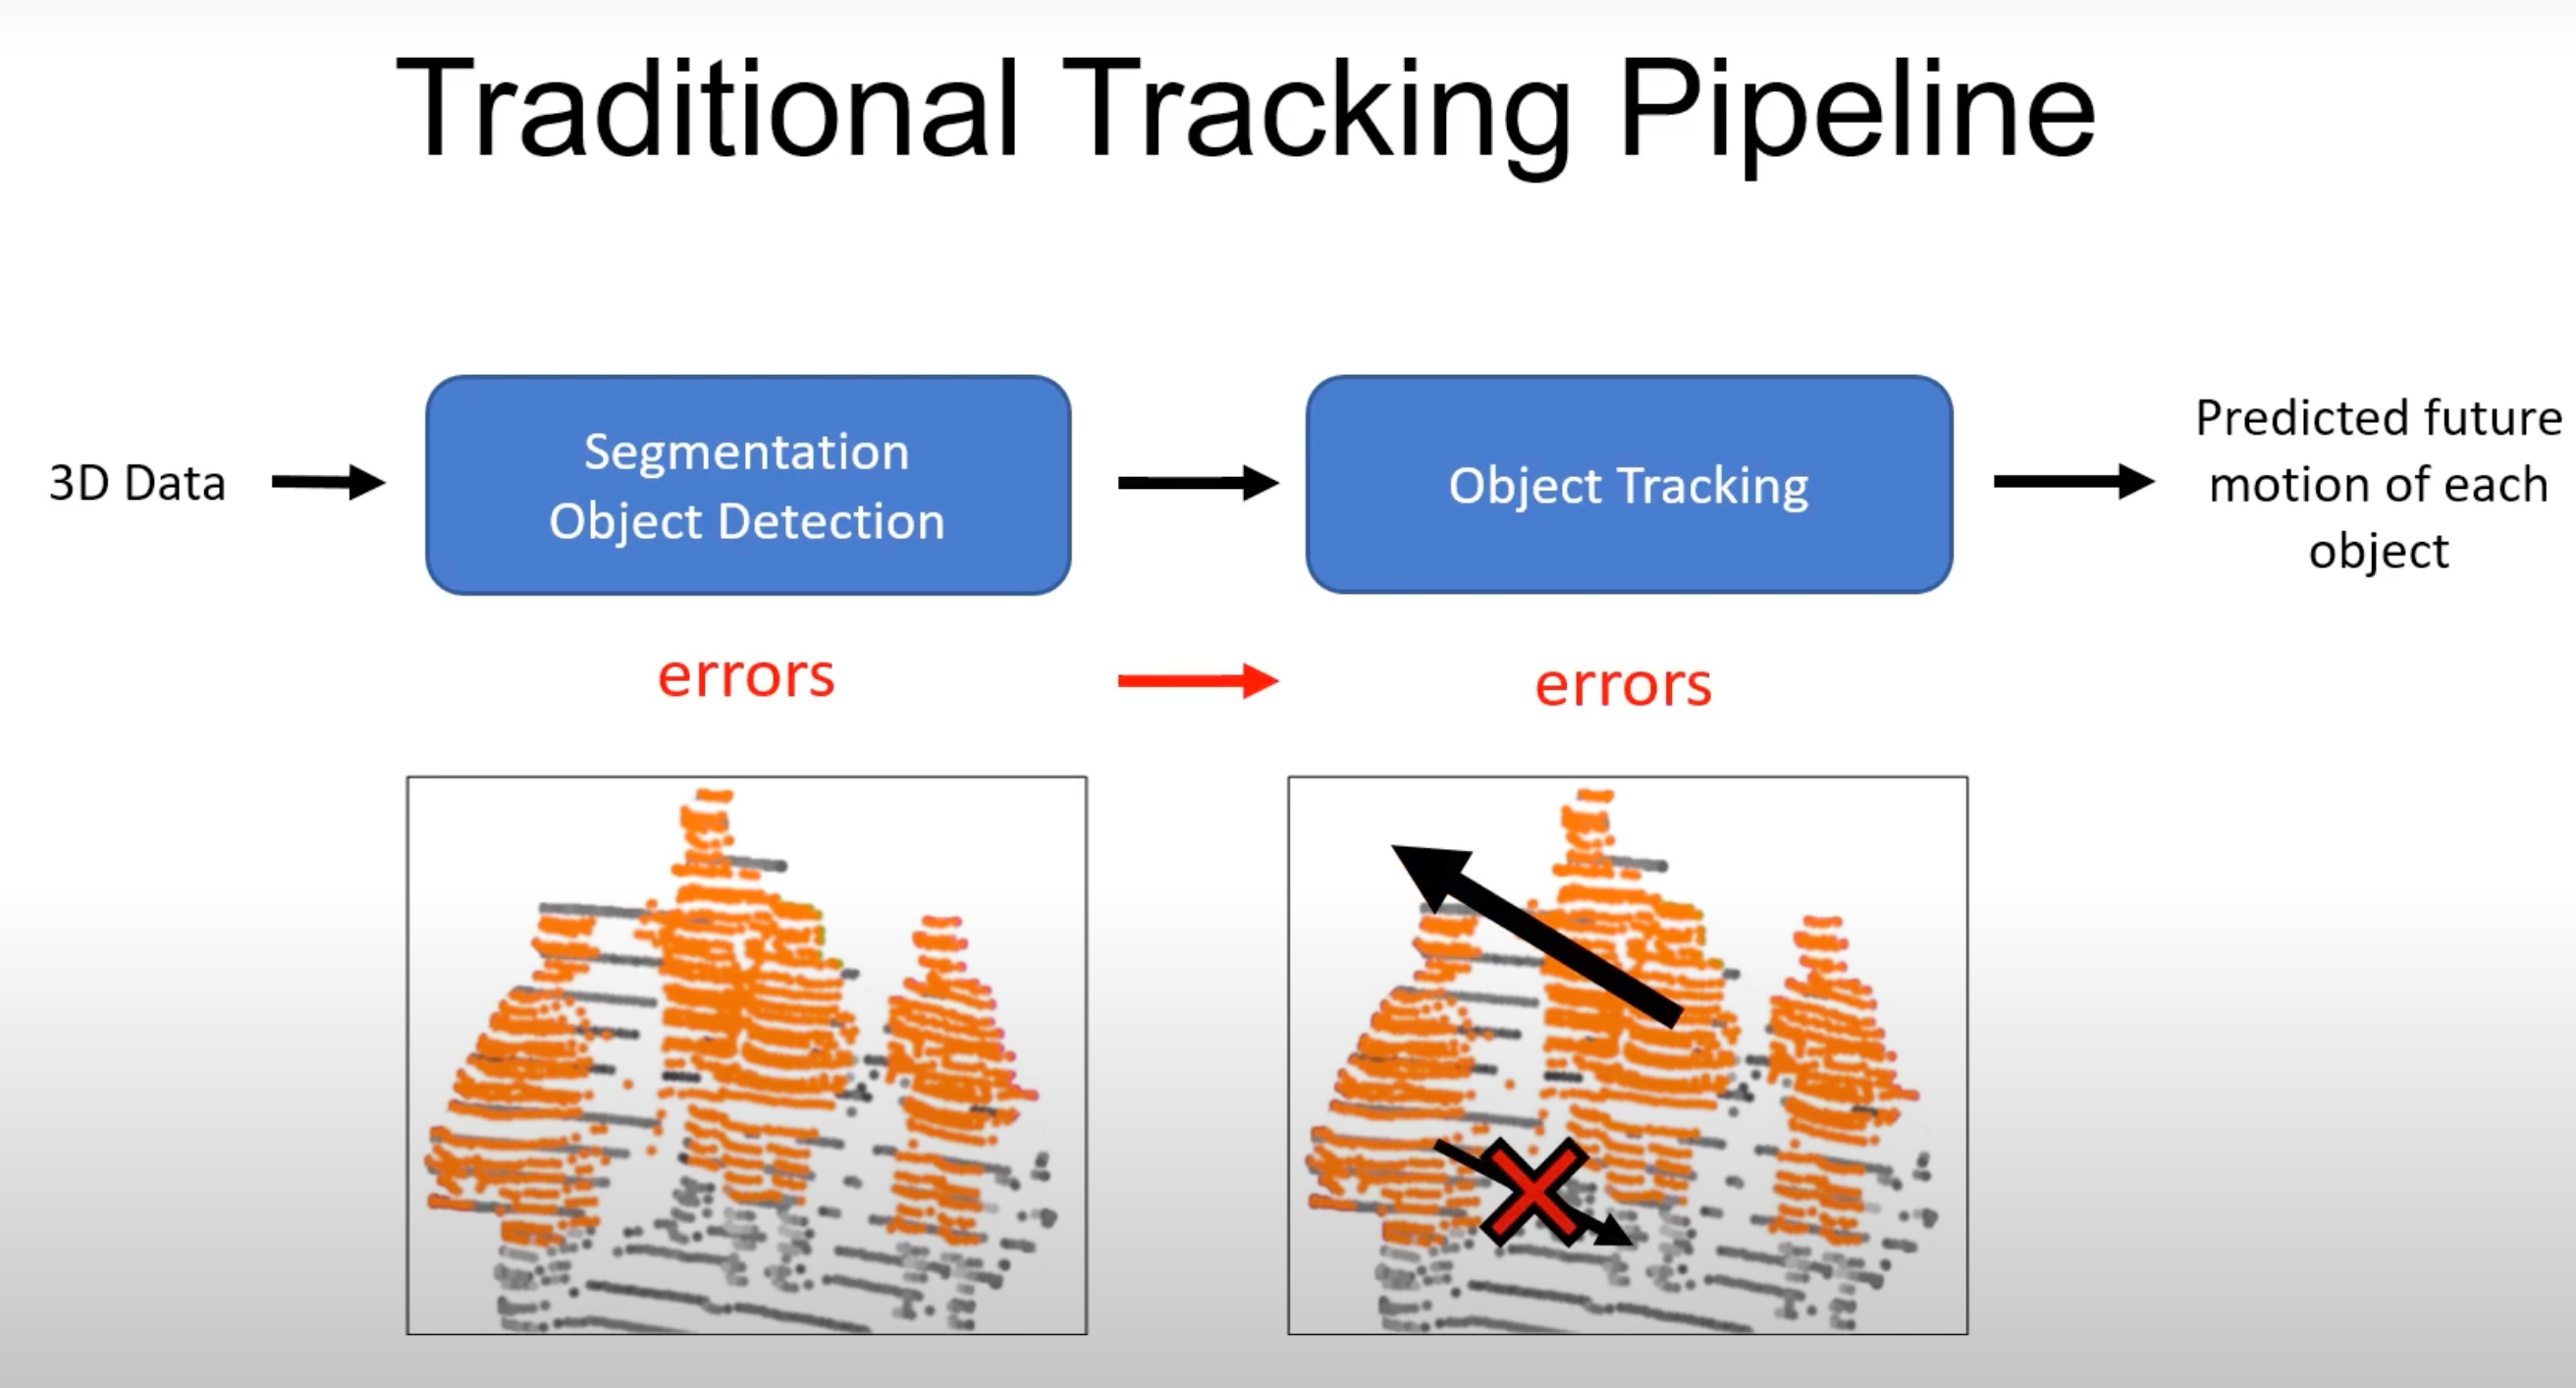 Traditional Tracking Pipeline
3D Data
Segmentation
Object Detection
Object Tracking
Predicted future
motion of each
object
errors
errors